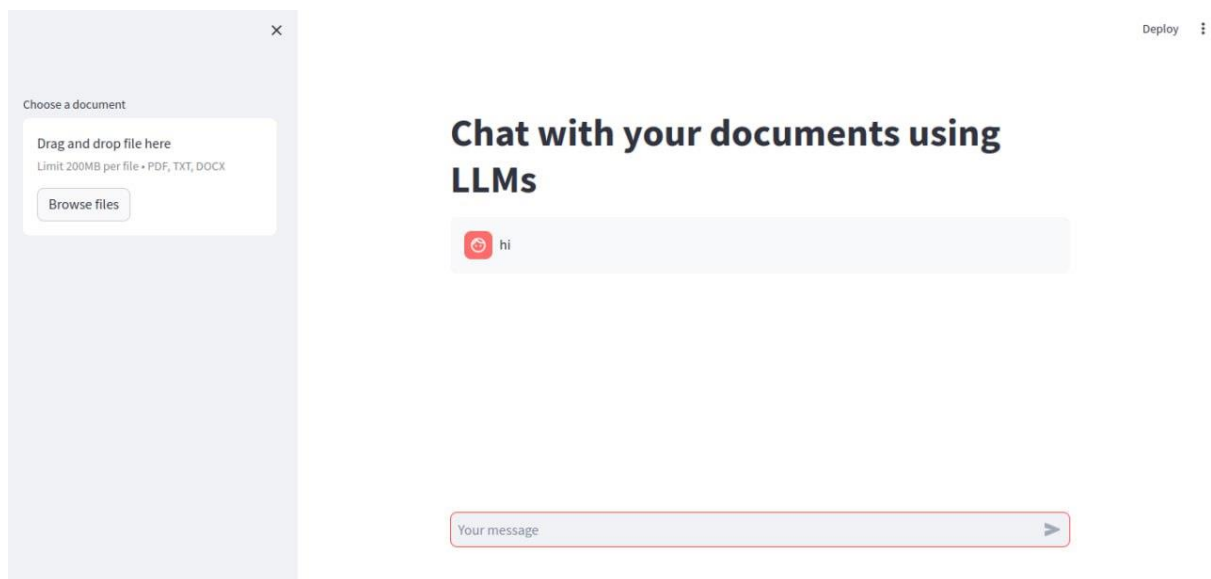 Deploy
Choose a document
Drag and drop file here
Limit 200MB per file • PDF, TXT, DOCX
Browse files
Chat with your documents using
LLMs
hi
Your message